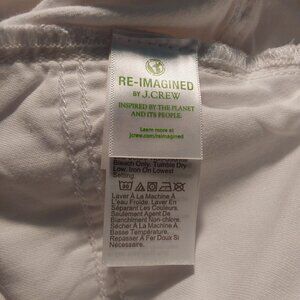 RE-IMAGINED
BY J.CREW
INSPIRED BY THE PLANET
AND ITS PEOPLE.
Learn more at
jcrew.com/reimagined
Bleach Only. Tumble Dry
Low. Iron On Lowest
Setting
30
Laver À La Machine À
L'eau Froide. Laver En
Séparant Les Couleurs.
Seulement Agent De
Blanchiment Non-chlore.
Sécher À La Machine À
Basse Température.
Repasser À Fer Doux Si
Nécessaire.